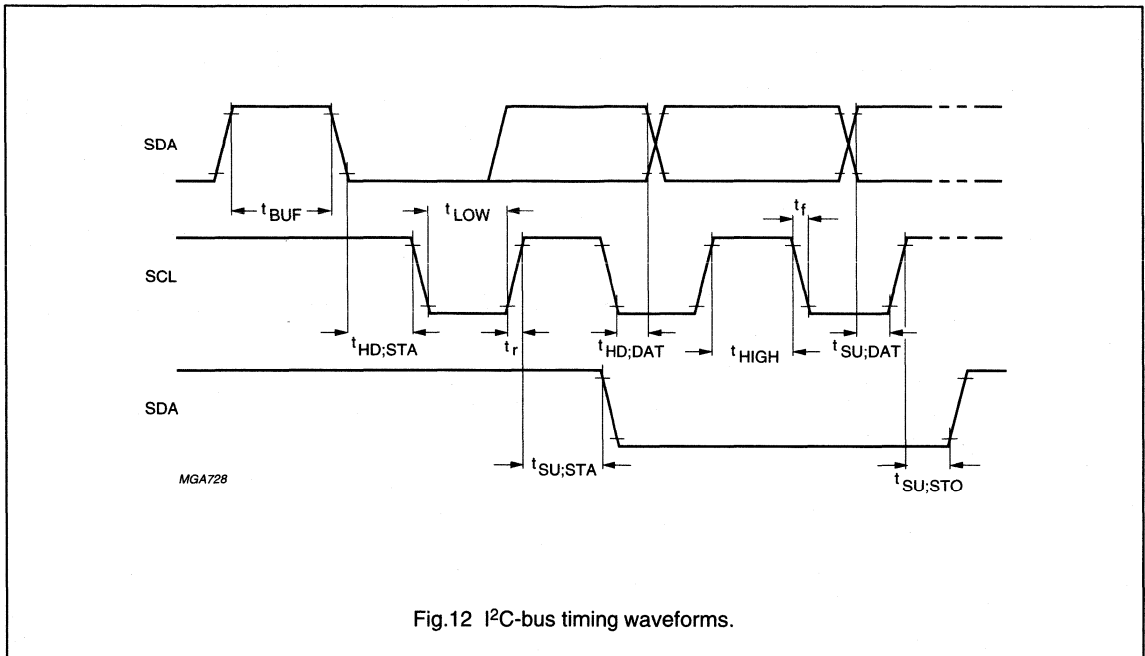 SDA
t BUF
t LOW
t f
SCL
t HD;STA
t r
t HD;DAT
t HIGH
t SU;DAT
SDA
t SU;STA
t SU;STO
MGA728
Fig.12 I²C-bus timing waveforms.